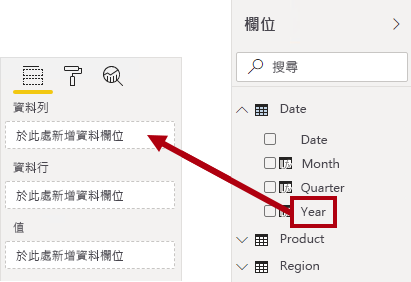 資料列
於此處新增資料欄位
資料行
於此處新增資料欄位
值
於此處新增資料欄位
欄位
搜尋
Date
Date
Month
Quarter
Year
Product
Region